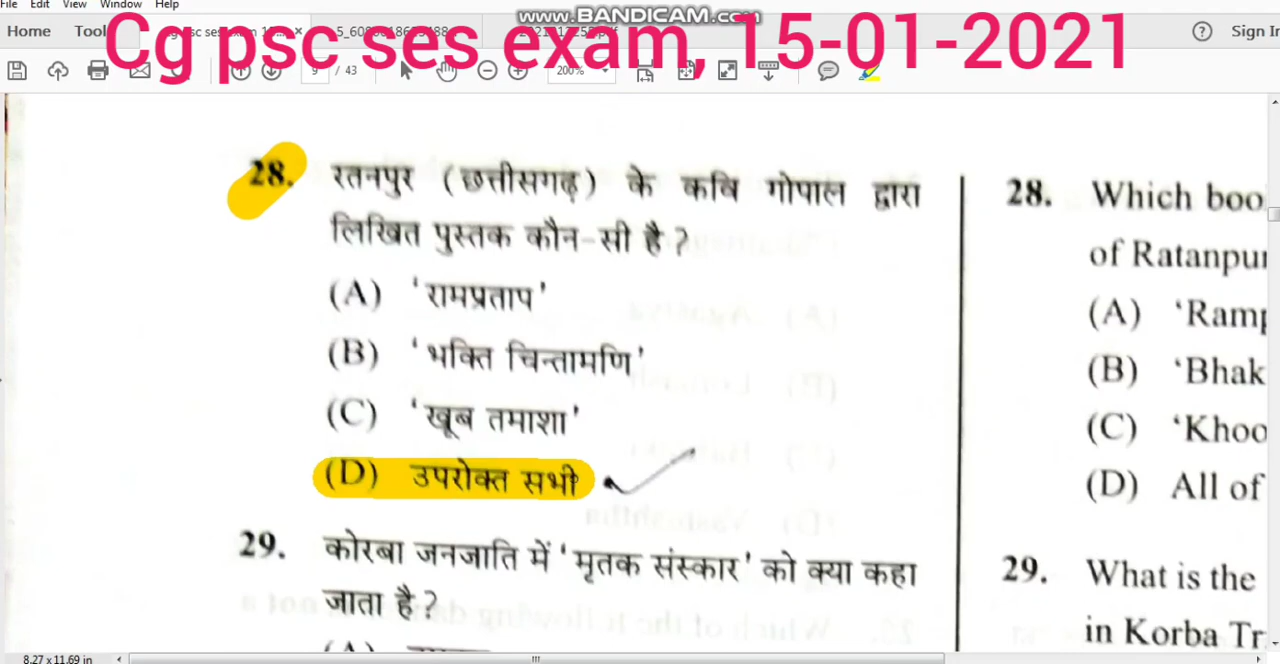 File Edit View Window Help
www.BANDICAM.com
Home
Cg psc ses exam, 15-01-2021
Sign In
9 / 43
200%
28. रतनपुर (छत्तीसगढ़) के कवि गोपाल द्वारा
लिखित पुस्तक कौन-सी है ?
(A) 'रामप्रताप'
(B) 'भक्ति चिन्तामणि'
(C) 'खूब तमाशा'
(D) उपरोक्त सभी
29. कोरबा जनजाति में 'मृतक संस्कार' को क्या कहा
जाता है ?
(A)
28. Which boo
of Ratanpu
(A) 'Ram
(B) 'Bhak
(C) 'Khoo
(D) All of
29. What is the
in Korba Tr
8.27 x 11.69 in